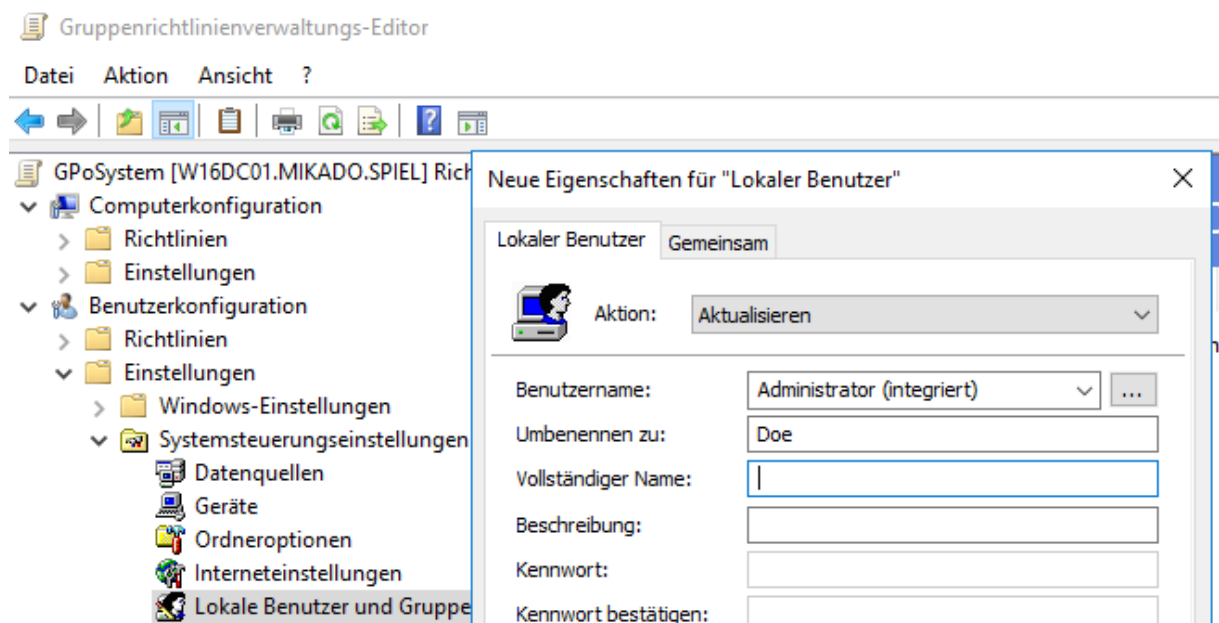 Gruppenrichtlinienverwaltungs-Editor
Datei Aktion Ansicht ?
GPoSystem [W16DC01.MIKADO.SPIEL] Rich
Computerkonfiguration
Richtlinien
Einstellungen
Benutzerkonfiguration
Richtlinien
Einstellungen
Windows-Einstellungen
Systemsteuerungseinstellungen
Datenquellen
Geräte
Ordneroptionen
Interneteinstellungen
Lokale Benutzer und Gruppe
Neue Eigenschaften für "Lokaler Benutzer"
Lokaler Benutzer Gemeinsam
Aktion: Aktualisieren
Benutzername: Administrator (integriert) ...
Umbenennen zu: Doe
Vollständiger Name:
Beschreibung:
Kennwort:
Kennwort bestätigen: